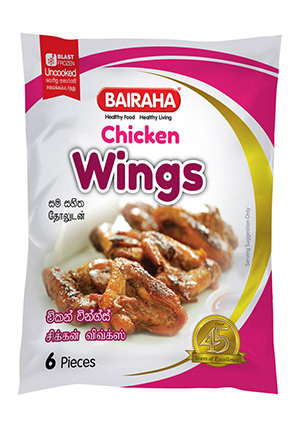 BLAST
FROZEN
Uncooked
BAIRAHA
Healthy Food Healthy Living
Chicken
Wings
සම සහිත
தோலுடன்
Serving Suggestion Only
චිකන් වින්ග්ස්
சிக்கன் விங்க்ஸ்
6 Pieces
45
Years of Excellence